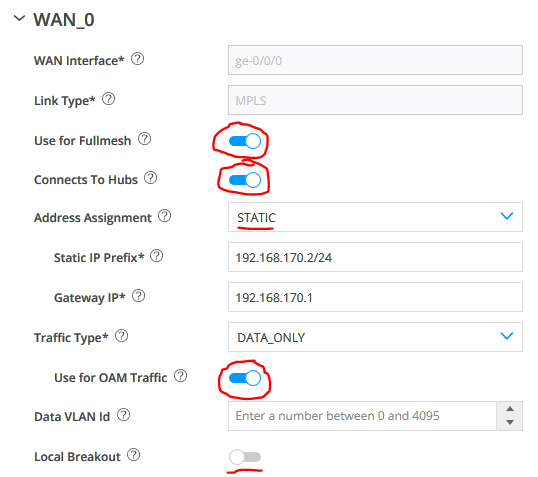 WAN_0
WAN Interface* ? ge-0/0/0
Link Type* ? MPLS
Use for Fullmesh ?
Connects To Hubs ?
Address Assignment ? STATIC
Static IP Prefix* ? 192.168.170.2/24
Gateway IP* ? 192.168.170.1
Traffic Type* ? DATA_ONLY
Use for OAM Traffic ?
Data VLAN Id ? Enter a number between 0 and 4095
Local Breakout ?